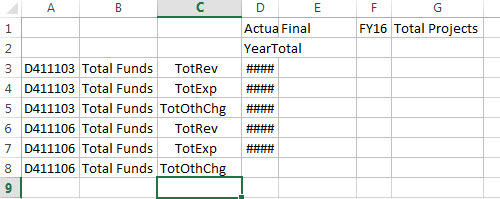 A B C D E F G
1 Actua Final FY16 Total Projects
2 YearTotal
3 D411103 Total Funds TotRev ####
4 D411103 Total Funds TotExp ####
5 D411103 Total Funds TotOthChg ####
6 D411106 Total Funds TotRev ####
7 D411106 Total Funds TotExp ####
8 D411106 Total Funds TotOthChg
9